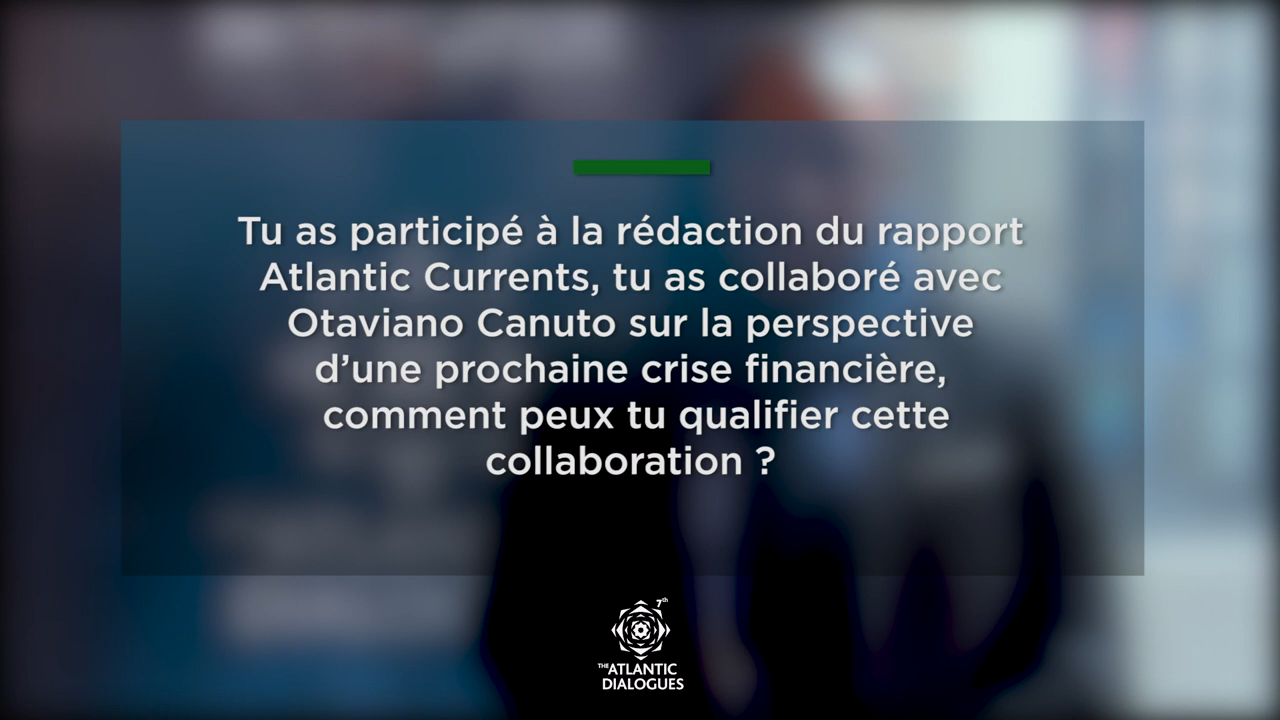 Tu as participé à la rédaction du rapport
Atlantic Currents, tu as collaboré avec
Otaviano Canuto sur la perspective
d’une prochaine crise financière,
comment peux tu qualifier cette
collaboration ?
7th
THE ATLANTIC
DIALOGUES